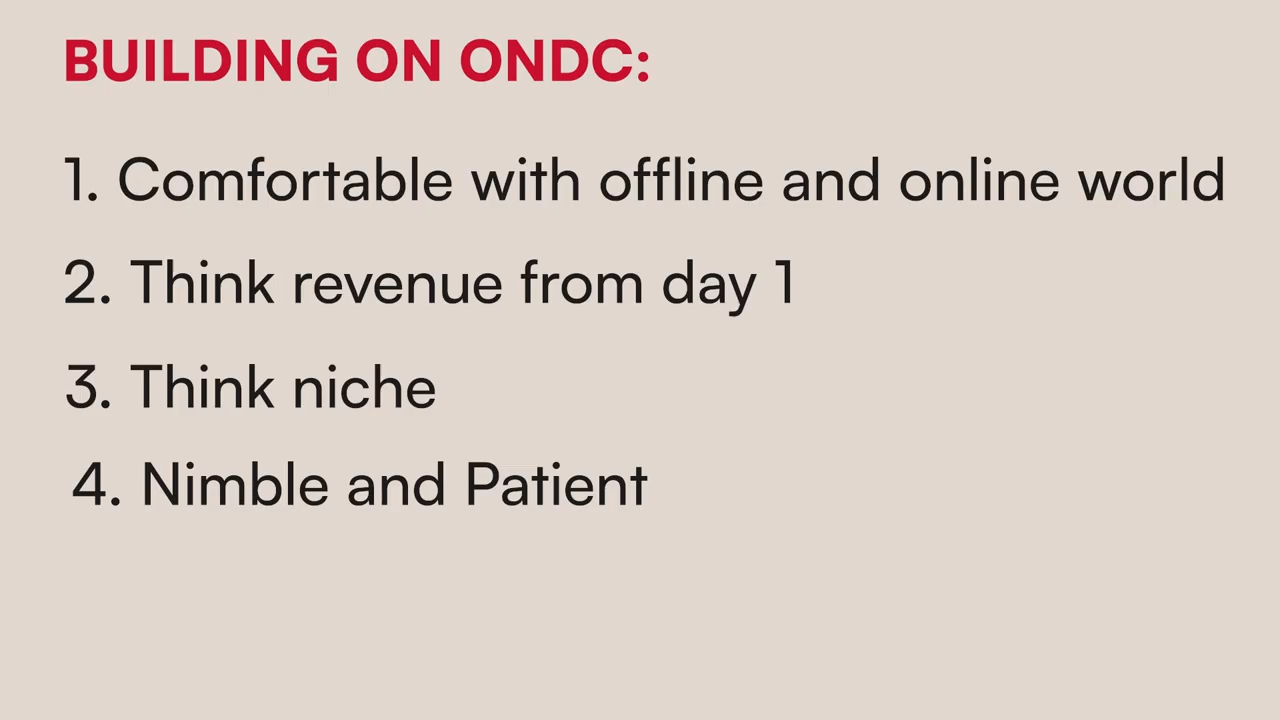 BUILDING ON ONDC:
1. Comfortable with offline and online world
2. Think revenue from day 1
3. Think niche
4. Nimble and Patient